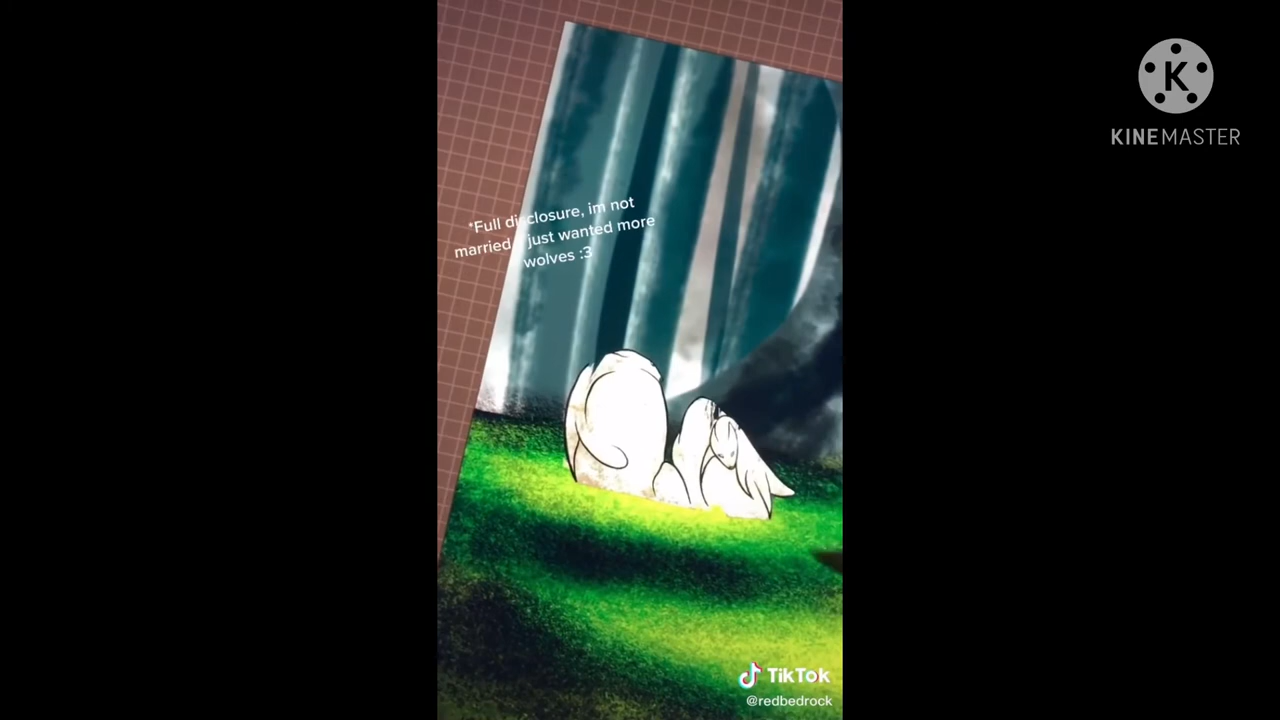 *Full disclosure, im not
married, just wanted more
wolves :3
K
KINEMASTER
TikTok
@redbedrock